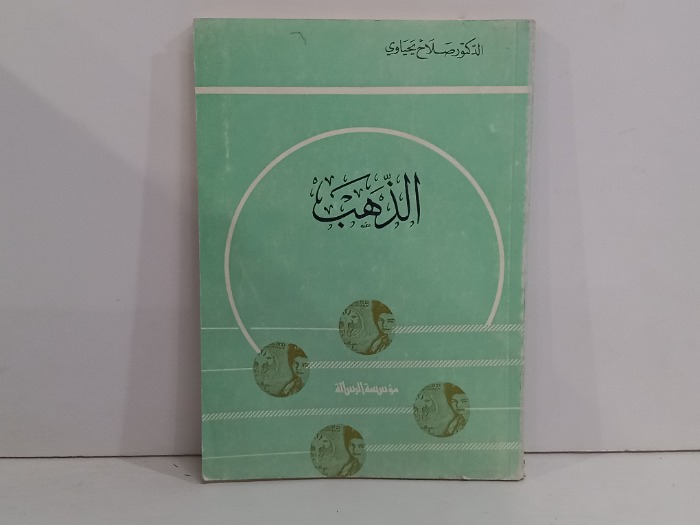 الدكتور صلاح يحياوي
الذهب
مؤسسة الرسالة